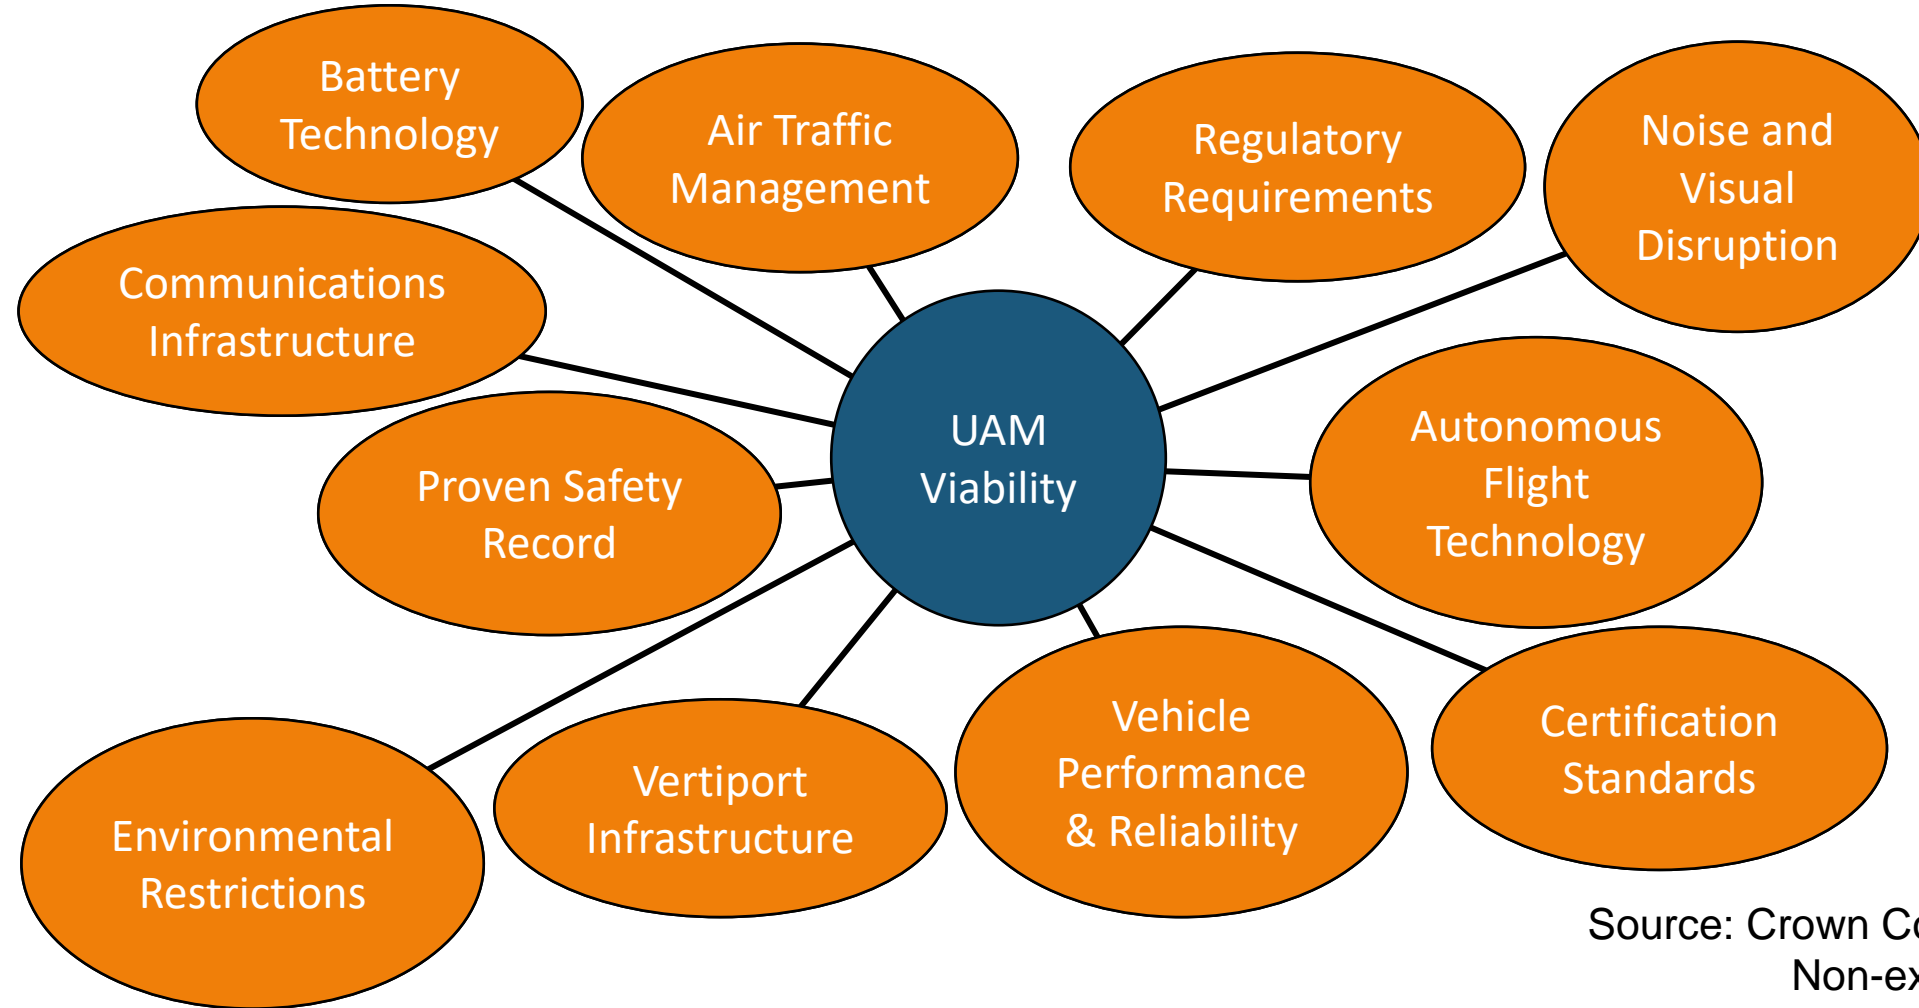 Battery
Technology
Air Traffic
Management
Regulatory
Requirements
Noise and
Visual
Disruption
Communications
Infrastructure
UAM
Viability
Proven Safety
Record
Autonomous
Flight
Technology
Environmental
Restrictions
Vertiport
Infrastructure
Vehicle
Performance
& Reliability
Certification
Standards
Source: Crown